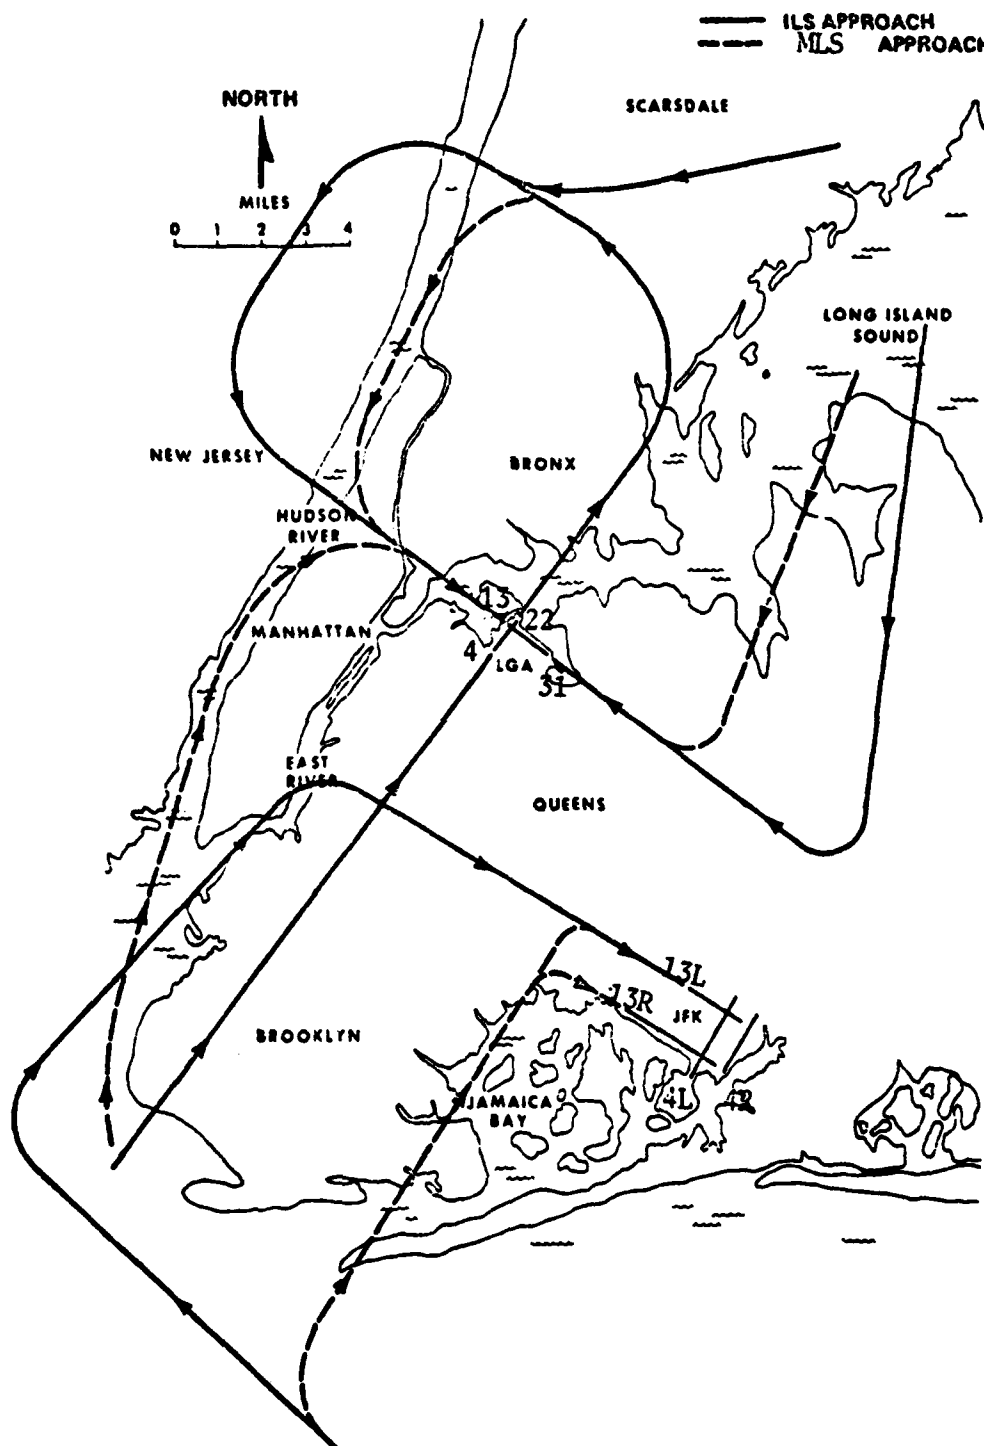 ILS APPROACH
MLS APPROACH
NORTH
SCARSDALE
MILES
0 1 2 3 4
LONG ISLAND
SOUND
NEW JERSEY
BRONX
HUDSON
RIVER
13
22
MANHATTAN
4
LGA
31
EAST
RIVER
QUEENS
13L
13R
JFK
BROOKLYN
JAMAICA
BAY
4L
4R